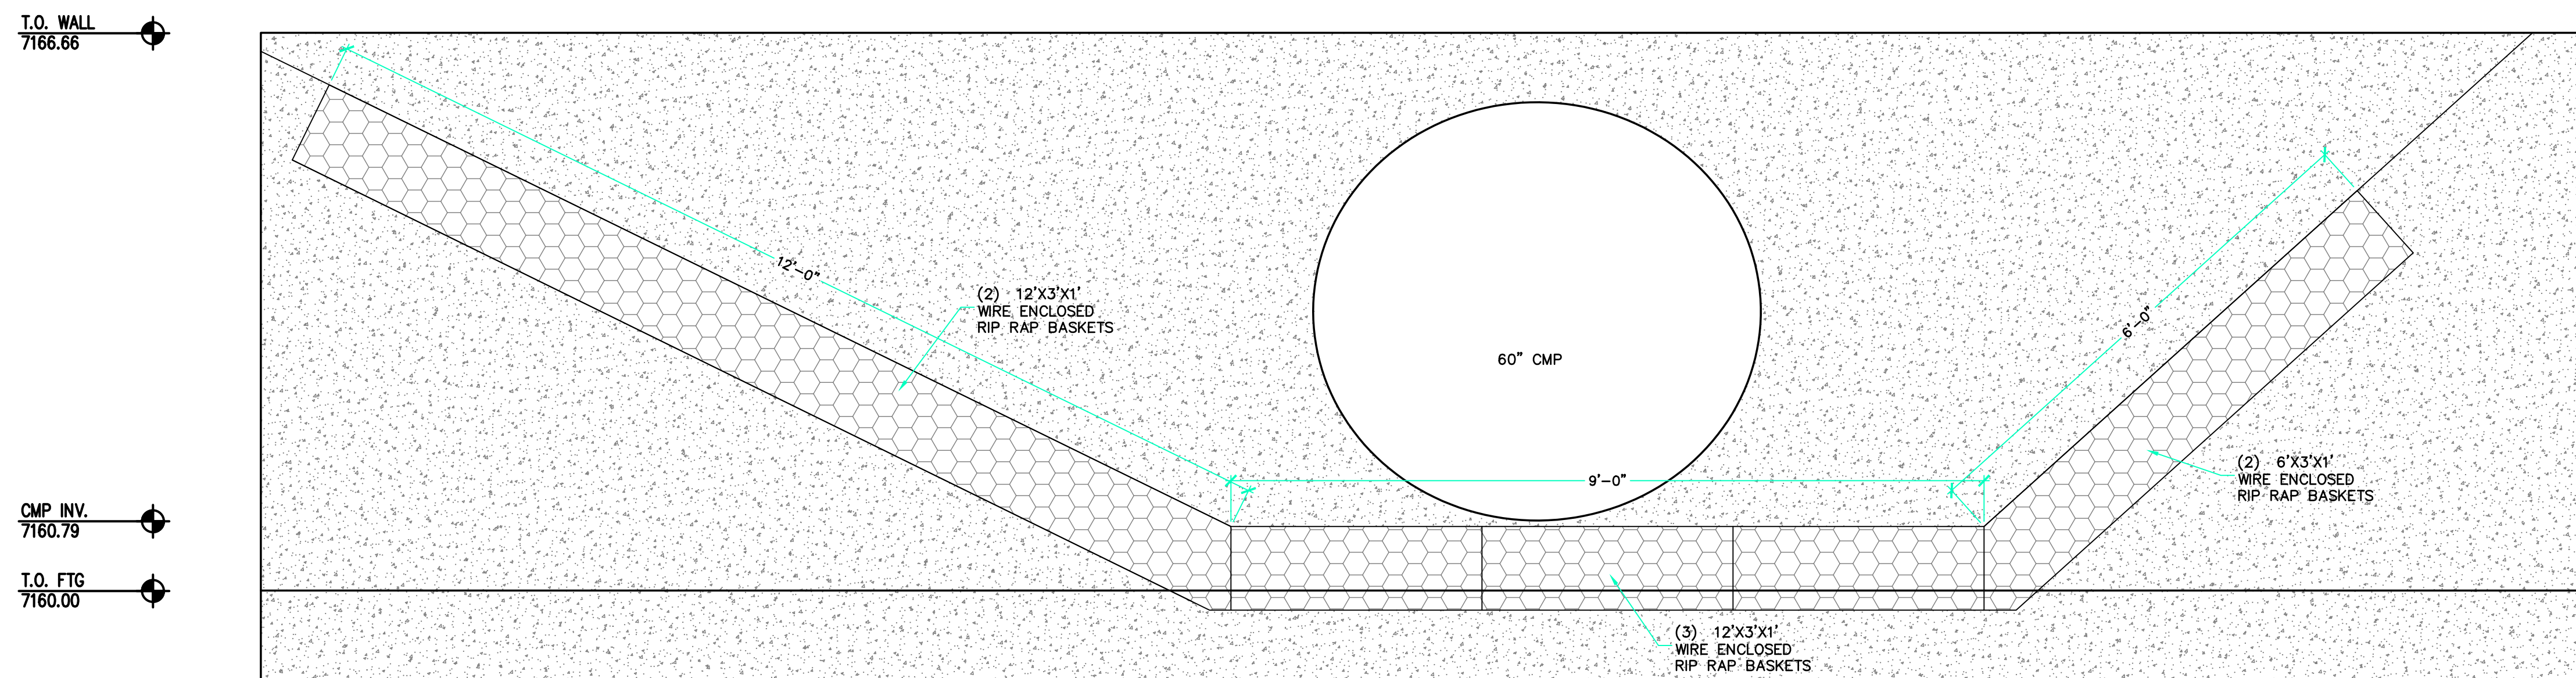 T.O. WALL
7166.66
12'-0"
(2) 12'X3'X1'
WIRE ENCLOSED
RIP RAP BASKETS
60" CMP
6'-0"
9'-0"
(2) 6'X3'X1'
WIRE ENCLOSED
RIP RAP BASKETS
CMP INV.
7160.79
T.O. FTG
7160.00
(3) 12'X3'X1'
WIRE ENCLOSED
RIP RAP BASKETS